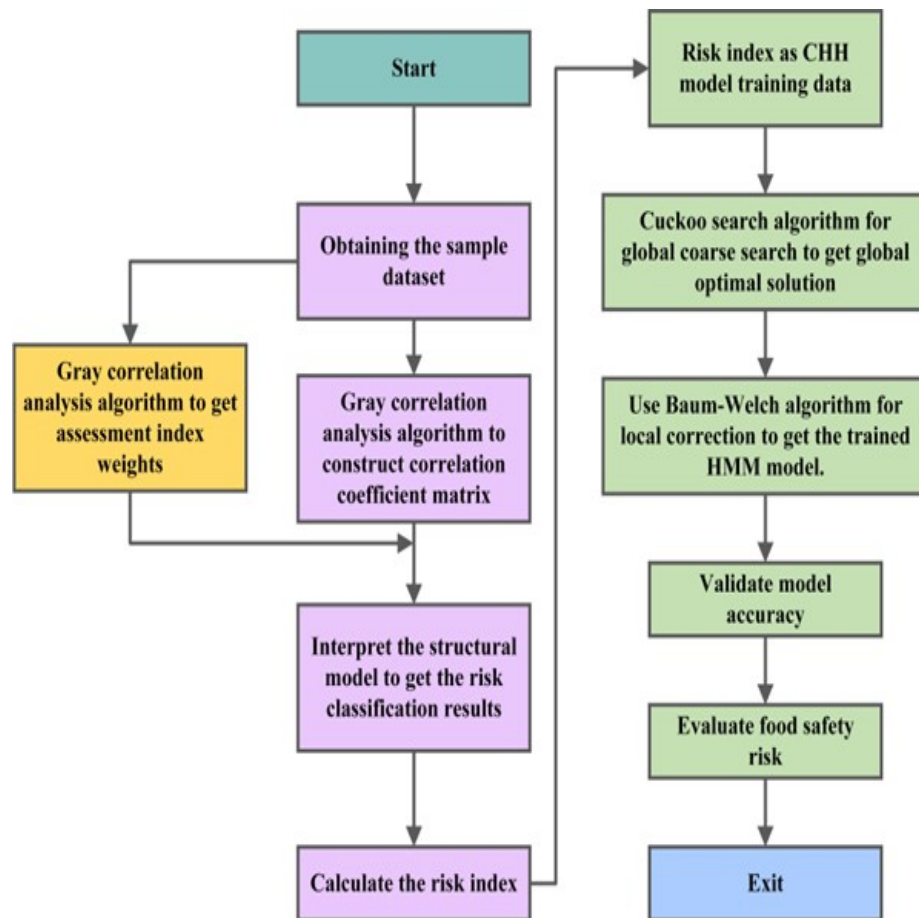 Start
Obtaining the sample
dataset
Gray correlation
analysis algorithm to get
assessment index
weights
Gray correlation
analysis algorithm to
construct correlation
coefficient matrix
Interpret the structural
model to get the risk
classification results
Calculate the risk index
Risk index as CHH
model training data
Cuckoo search algorithm for
global coarse search to get global
optimal solution
Use Baum-Welch algorithm for
local correction to get the trained
HMM model.
Validate model
accuracy
Evaluate food safety
risk
Exit